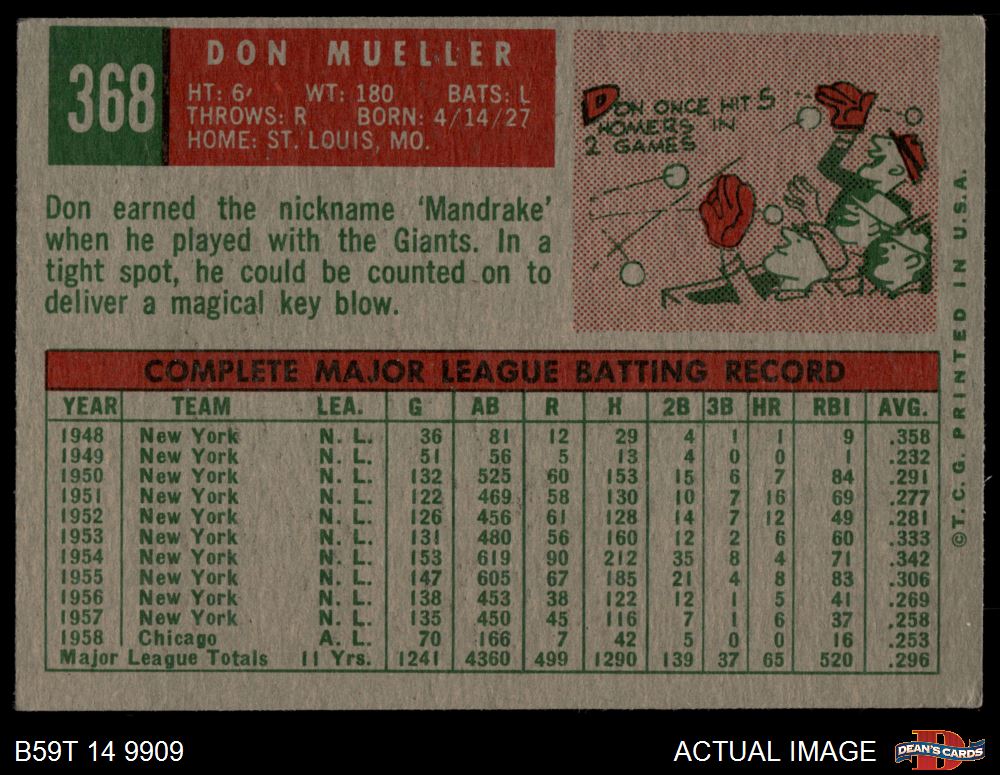 368
DON MUELLER
HT: 6' WT: 180 BATS: L
THROWS: R BORN: 4/14/27
HOME: ST. LOUIS, MO.
DON ONCE HIT 5
HOMERS IN
2 GAMES
Don earned the nickname 'Mandrake'
when he played with the Giants. In a
tight spot, he could be counted on to
deliver a magical key blow.
COMPLETE MAJOR LEAGUE BATTING RECORD
YEAR TEAM LEA. G AB R H 2B 3B HR RBI AVG.
1948 New York N. L. 36 81 12 29 4 1 1 9 .358
1949 New York N. L. 51 56 5 13 4 0 0 1 .232
1950 New York N. L. 132 525 60 153 15 6 7 84 .291
1951 New York N. L. 122 469 58 130 10 7 16 69 .277
1952 New York N. L. 126 456 61 128 14 7 12 49 .281
1953 New York N. L. 131 480 56 160 12 2 6 60 .333
1954 New York N. L. 153 619 90 212 35 8 4 71 .342
1955 New York N. L. 147 605 67 185 21 4 8 83 .306
1956 New York N. L. 138 453 38 122 12 1 5 41 .269
1957 New York N. L. 135 450 45 116 7 1 6 37 .258
1958 Chicago A. L. 70 166 7 42 5 0 0 16 .253
Major League Totals 11 Yrs. 1241 4360 499 1290 139 37 65 520 .296
© T. C. G. PRINTED IN U.S.A.
B59T 14 9909
ACTUAL IMAGE
DEAN'S CARDS